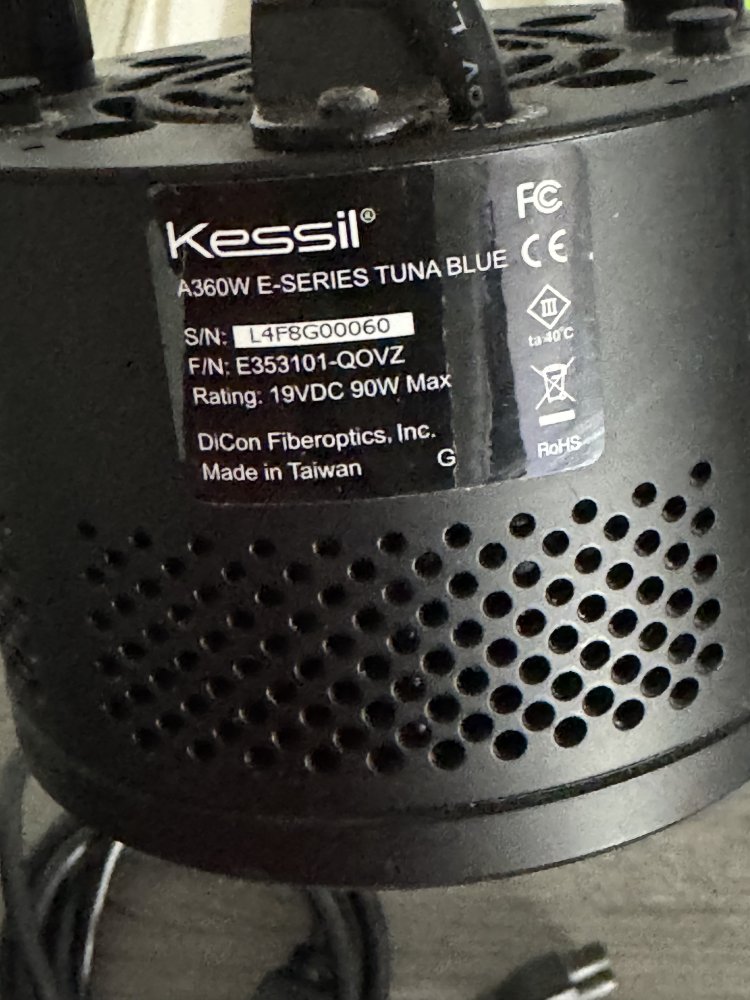 Kessil®
A360W E-SERIES TUNA BLUE
S/N: L4F8G00060
F/N: E353101-QOVZ
Rating: 19VDC 90W Max
DiCon Fiberoptics, Inc.
Made in Taiwan G
FC
CE
III
ta 40°C
RoHS